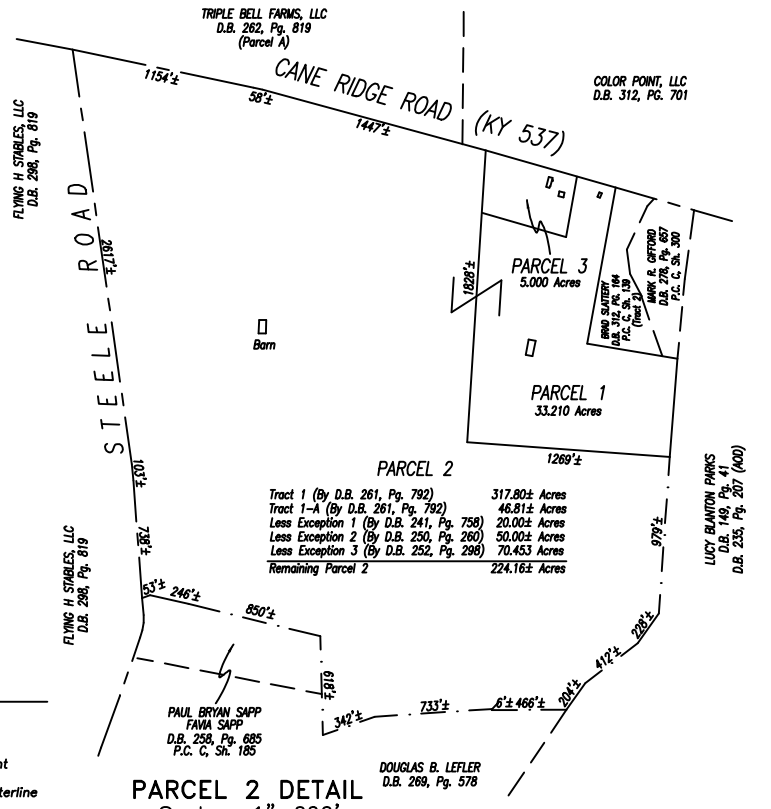 TRIPLE BELL FARMS, LLC
D.B. 262, Pg. 819
(Parcel A)
CANE RIDGE ROAD (KY 537)
COLOR POINT, LLC
D.B. 312, PG. 701
1154'±
58'±
1447'±
FLYING H STABLES, LLC
D.B. 298, Pg. 819
STEELE ROAD
2617'±
1828'±
PARCEL 3
5.000 Acres
BRAD SLATTERY
D.B. 312, PG. 164
P.C. C, Sh. 139
(Tract 2)
MARK R. GIFFORD
D.B. 278, Pg. 657
P.C. C, Sh. 300
Barn
PARCEL 1
33.210 Acres
1269'±
PARCEL 2
Tract 1 (By D.B. 261, Pg. 792) 317.80± Acres
Tract 1-A (By D.B. 261, Pg. 792) 46.81± Acres
Less Exception 1 (By D.B. 241, Pg. 758) 20.00± Acres
Less Exception 2 (By D.B. 250, Pg. 260) 50.00± Acres
Less Exception 3 (By D.B. 252, Pg. 298) 70.453 Acres
Remaining Parcel 2 224.16± Acres
LUCY BLANTON PARKS
D.B. 149, Pg. 41
D.B. 235, Pg. 207 (AOD)
103'±
738'±
979'±
FLYING H STABLES, LLC
D.B. 298, Pg. 819
53'±
246'±
850'±
618'±
342'±
733'±
6'±
466'±
204'±
412'±
228'±
PAUL BRYAN SAPP
FAVIA SAPP
D.B. 258, Pg. 685
P.C. C, Sh. 185
DOUGLAS B. LEFLER
D.B. 269, Pg. 578
PARCEL 2 DETAIL